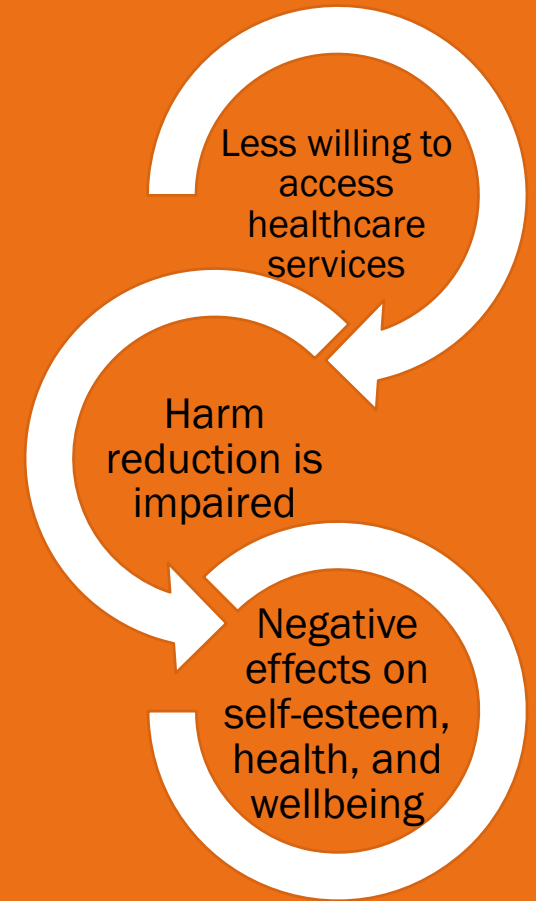 Less willing to
access
healthcare
services
Harm
reduction is
impaired
Negative
effects on
self-esteem,
health, and
wellbeing